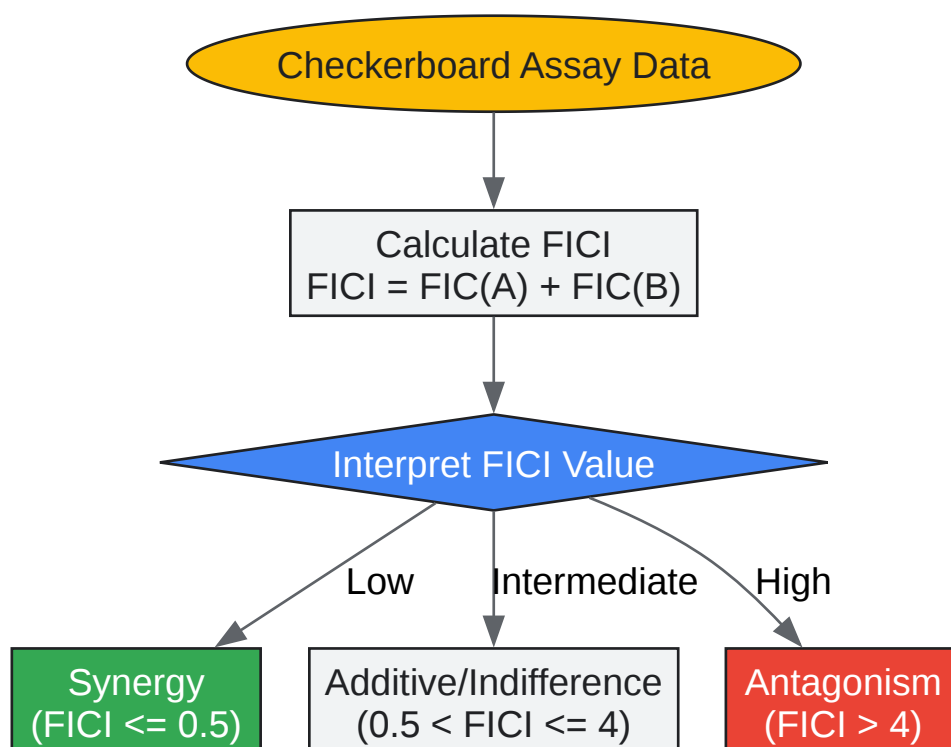 Checkerboard Assay Data
Calculate FICI
FICI = FIC(A) + FIC(B)
Interpret FICI Value
Low
Intermediate
High
Synergy
(FICI <= 0.5)
Additive/Indifference
(0.5 < FICI <= 4)
Antagonism
(FICI > 4)